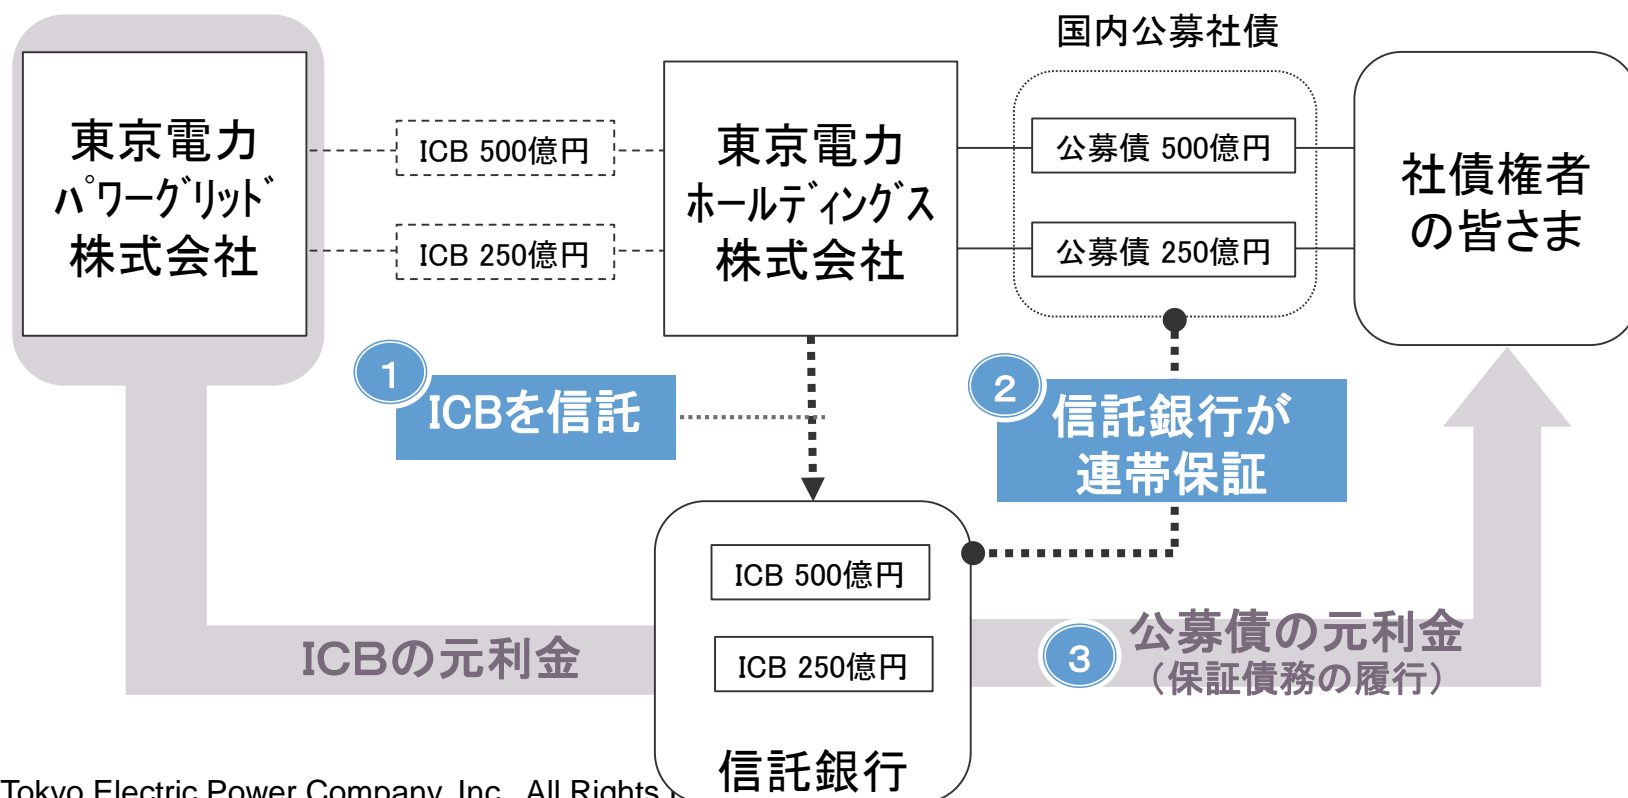 国内公募社債
東京電力
パワーグリッド
株式会社
ICB 500億円
ICB 250億円
東京電力
ホールディングス
株式会社
公募債 500億円
公募債 250億円
社債権者
の皆さま
1
ICBを信託
2
信託銀行が
連帯保証
ICB 500億円
ICB 250億円
信託銀行
ICBの元利金
3
公募債の元利金
(保証債務の履行)
Tokyo Electric Power Company, Inc. All Rights